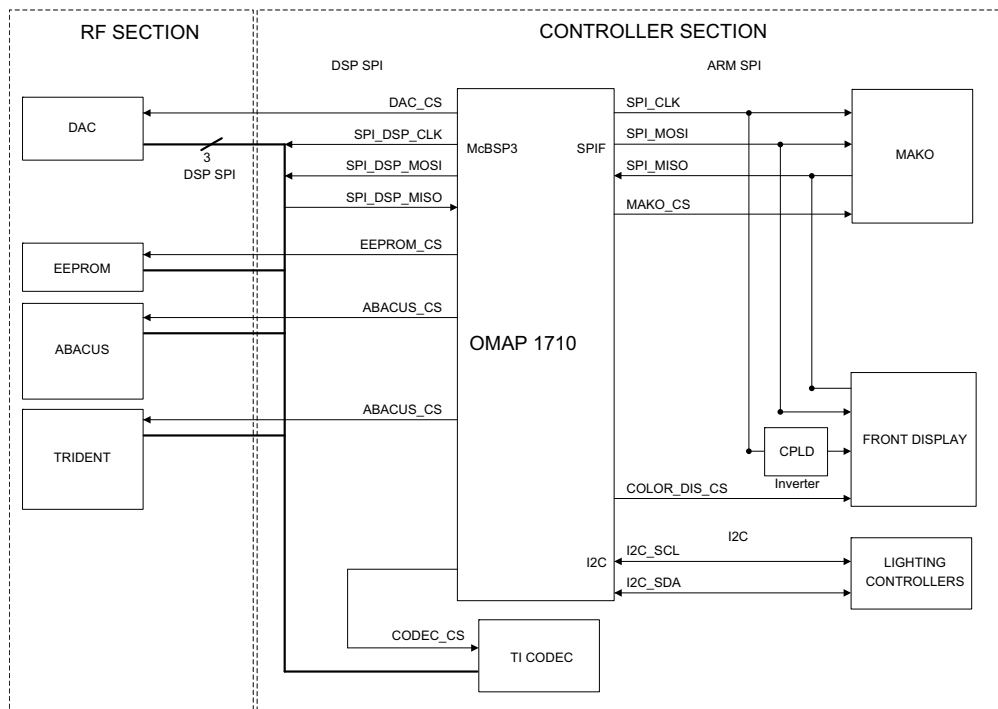 RF SECTION
CONTROLLER SECTION
DSP SPI
ARM SPI
DAC
DAC_CS
SPI_CLK
SPI_DSP_CLK
McBSP3
SPIF
SPI_MOSI
MAKO
3
DSP SPI
SPI_DSP_MOSI
SPI_MISO
SPI_DSP_MISO
MAKO_CS
EEPROM
EEPROM_CS
ABACUS
ABACUS_CS
OMAP 1710
TRIDENT
ABACUS_CS
FRONT DISPLAY
CPLD
Inverter
COLOR_DIS_CS
I2C
I2C
I2C_SCL
I2C_SDA
LIGHTING
CONTROLLERS
CODEC_CS
TI CODEC